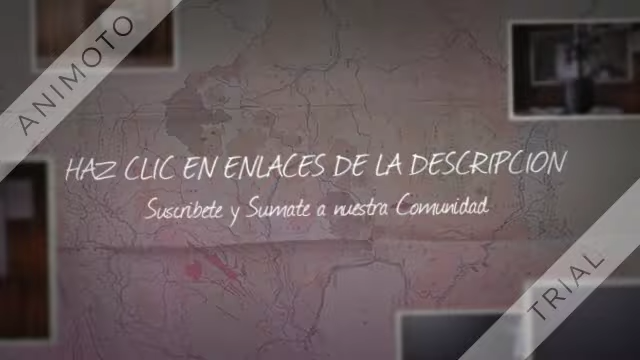 ANIMOTO
HAZ CLIC EN ENLACES DE LA DESCRIPCION
Suscribete y Sumate a nuestra Comunidad
TRIAL